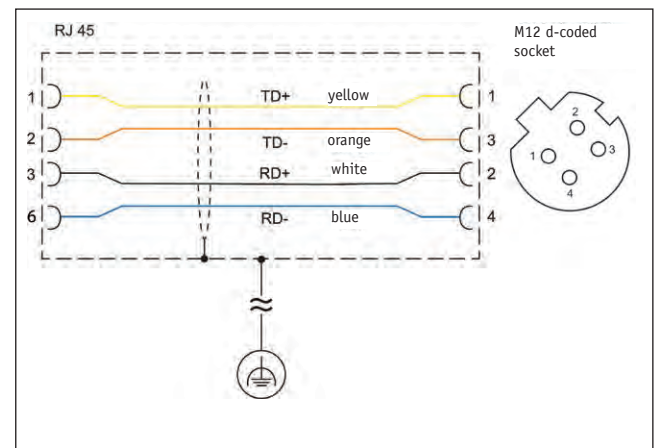 RJ 45
M12 d-coded
socket
1 TD+ yellow 1
2 TD- orange 3
3 RD+ white 2
6 RD- blue 4
2
1 3
4